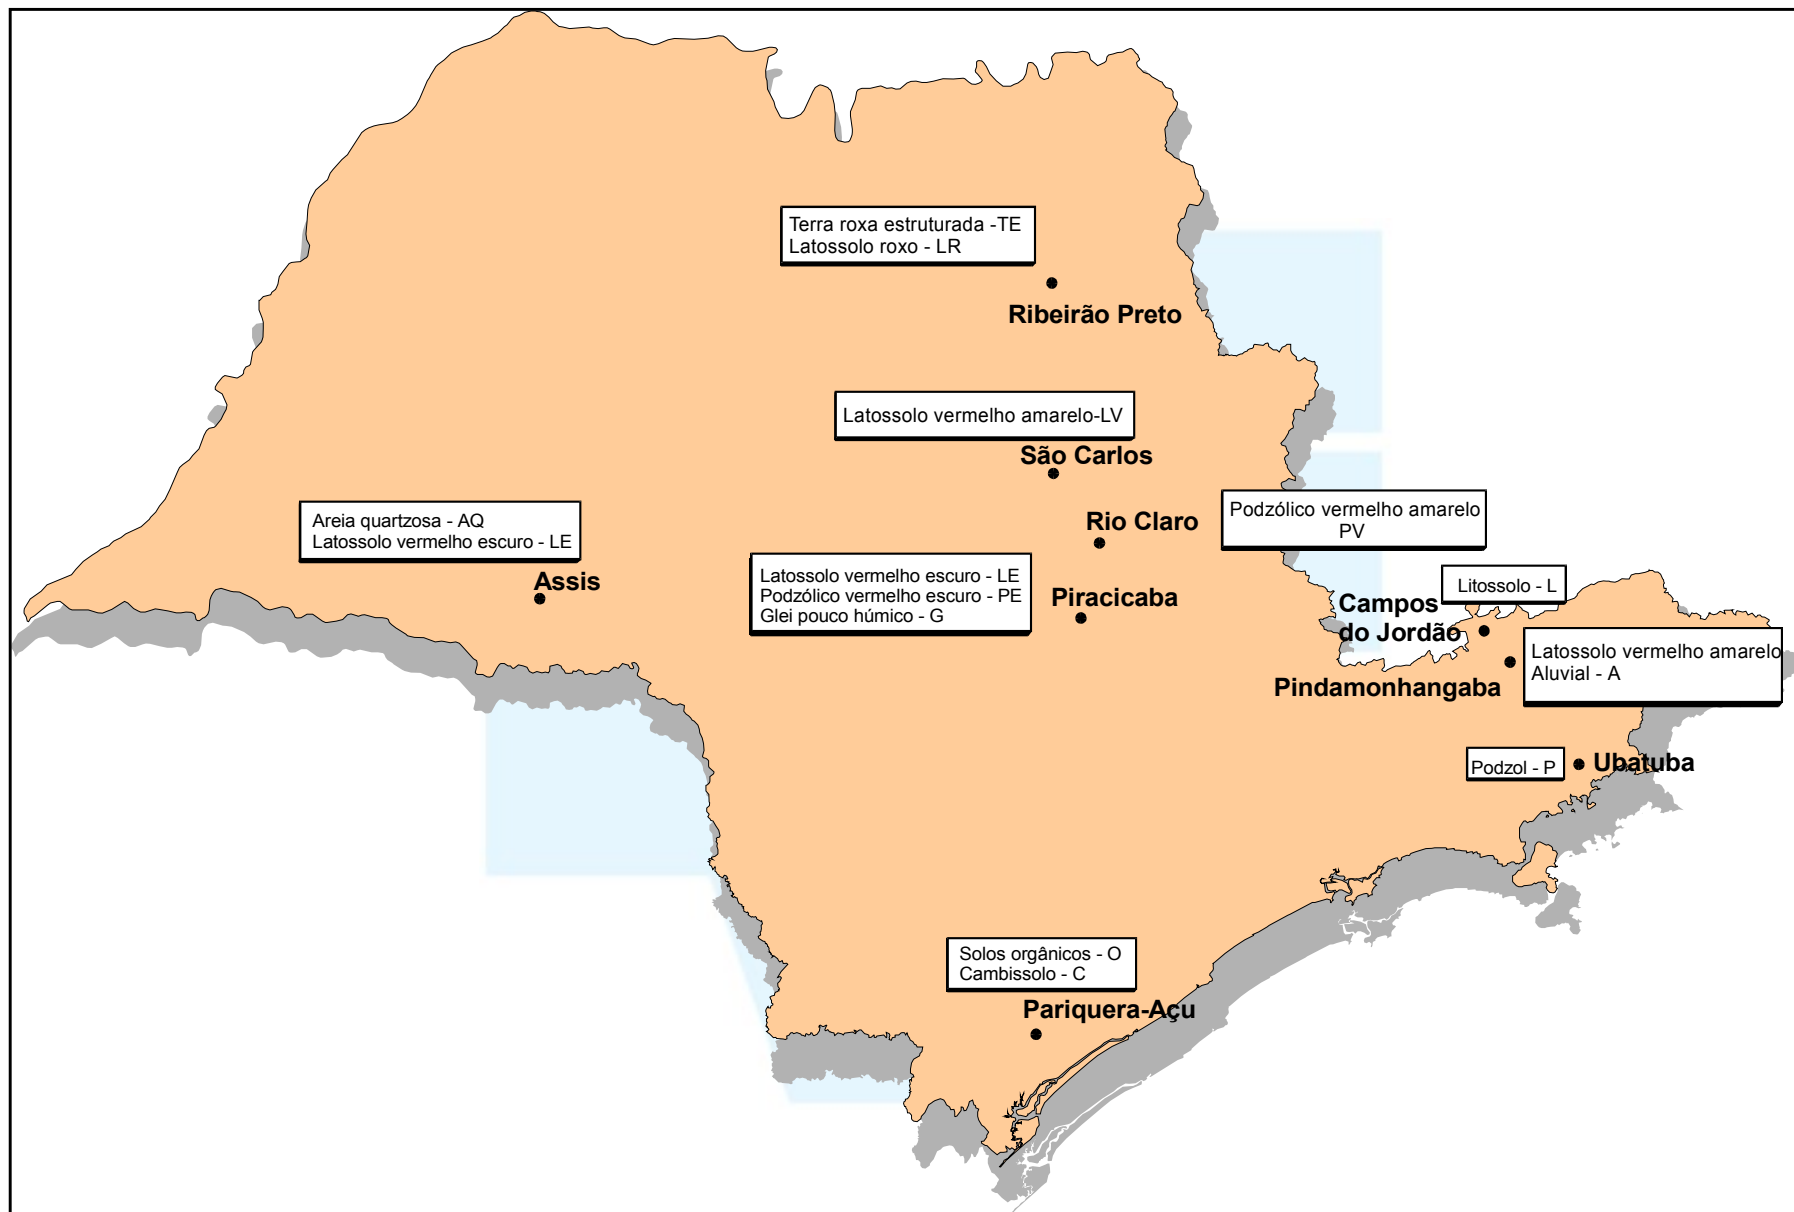 Terra roxa estruturada -TE
Latossolo roxo - LR
Ribeirão Preto
Latossolo vermelho amarelo-LV
São Carlos
Areia quartzosa - AQ
Latossolo vermelho escuro - LE
Assis
Rio Claro
Podzólico vermelho amarelo
PV
Latossolo vermelho escuro - LE
Podzólico vermelho escuro - PE
Glei pouco húmico - G
Piracicaba
Litossolo - L
Campos
do Jordão
Latossolo vermelho amarelo
Aluvial - A
Pindamonhangaba
Podzol - P
Ubatuba
Solos orgânicos - O
Cambissolo - C
Pariquera-Açu